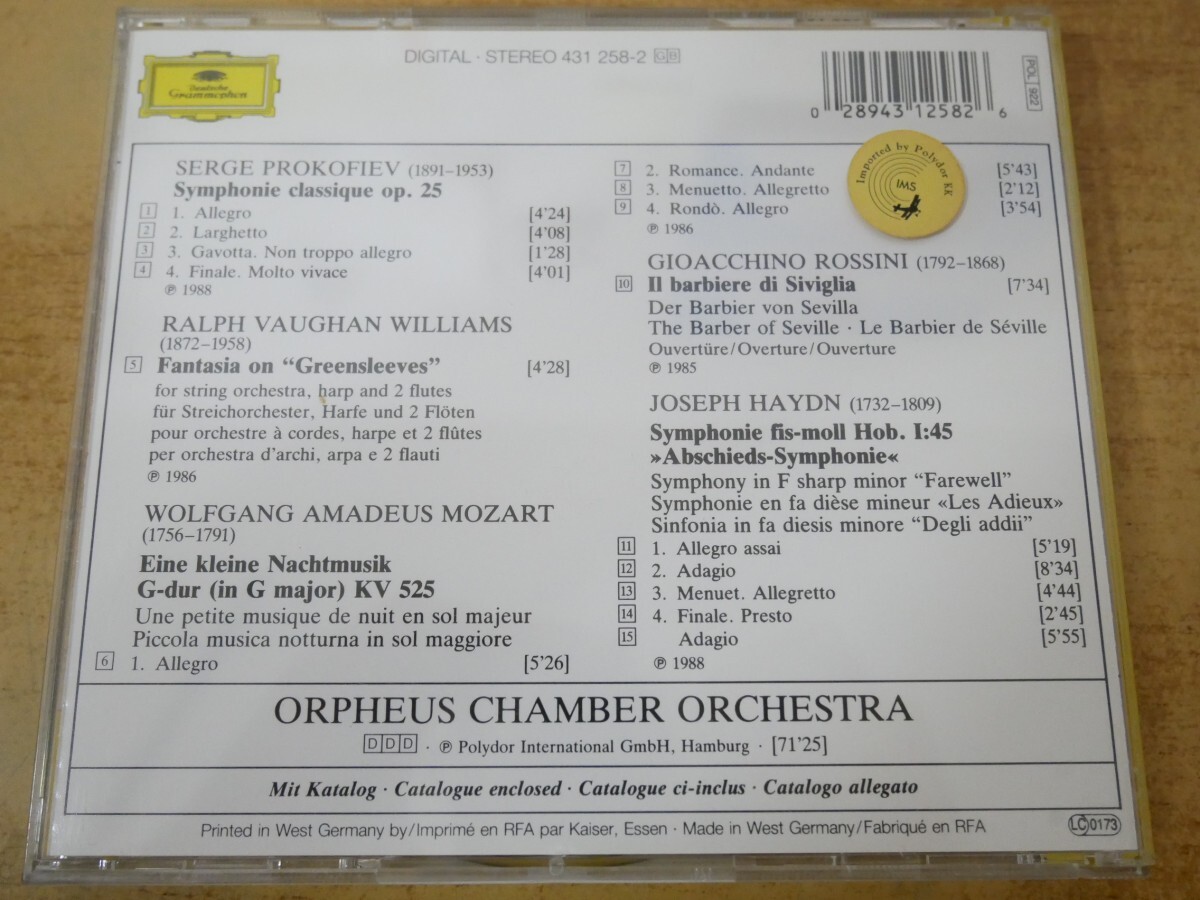 Deutsche
Grammophon
DIGITAL · STEREO 431 258-2 GB
0 28943 12582 6
POL 922
SERGE PROKOFIEV (1891–1953)
Symphonie classique op. 25
1 1. Allegro [4'24]
2 2. Larghetto [4'08]
3 3. Gavotta. Non troppo allegro [1'28]
4 4. Finale. Molto vivace [4'01]
℗ 1988
RALPH VAUGHAN WILLIAMS
(1872–1958)
5 Fantasia on “Greensleeves” [4'28]
for string orchestra, harp and 2 flutes
für Streichorchester, Harfe und 2 Flöten
pour orchestre à cordes, harpe et 2 flûtes
per orchestra d'archi, arpa e 2 flauti
℗ 1986
WOLFGANG AMADEUS MOZART
(1756–1791)
Eine kleine Nachtmusik
G-dur (in G major) KV 525
Une petite musique de nuit en sol majeur
Piccola musica notturna in sol maggiore
6 1. Allegro [5'26]
7 2. Romance. Andante [5'43]
8 3. Menuetto. Allegretto [2'12]
9 4. Rondò. Allegro [3'54]
℗ 1986
Imported by Polydor KK
IMS
GIOACCHINO ROSSINI (1792–1868)
10 Il barbiere di Siviglia [7'34]
Der Barbier von Sevilla
The Barber of Seville · Le Barbier de Séville
Ouvertüre/Overture/Ouverture
℗ 1985
JOSEPH HAYDN (1732–1809)
Symphonie fis-moll Hob. I:45
»Abschieds-Symphonie«
Symphony in F sharp minor “Farewell”
Symphonie en fa dièse mineur «Les Adieux»
Sinfonia in fa diesis minore “Degli addii”
11 1. Allegro assai [5'19]
12 2. Adagio [8'34]
13 3. Menuet. Allegretto [4'44]
14 4. Finale. Presto [2'45]
15 Adagio [5'55]
℗ 1988
ORPHEUS CHAMBER ORCHESTRA
DDD · ℗ Polydor International GmbH, Hamburg · [71'25]
Mit Katalog · Catalogue enclosed · Catalogue ci-inclus · Catalogo allegato
Printed in West Germany by/Imprimé en RFA par Kaiser, Essen · Made in West Germany/Fabriqué en RFA
LC 0173